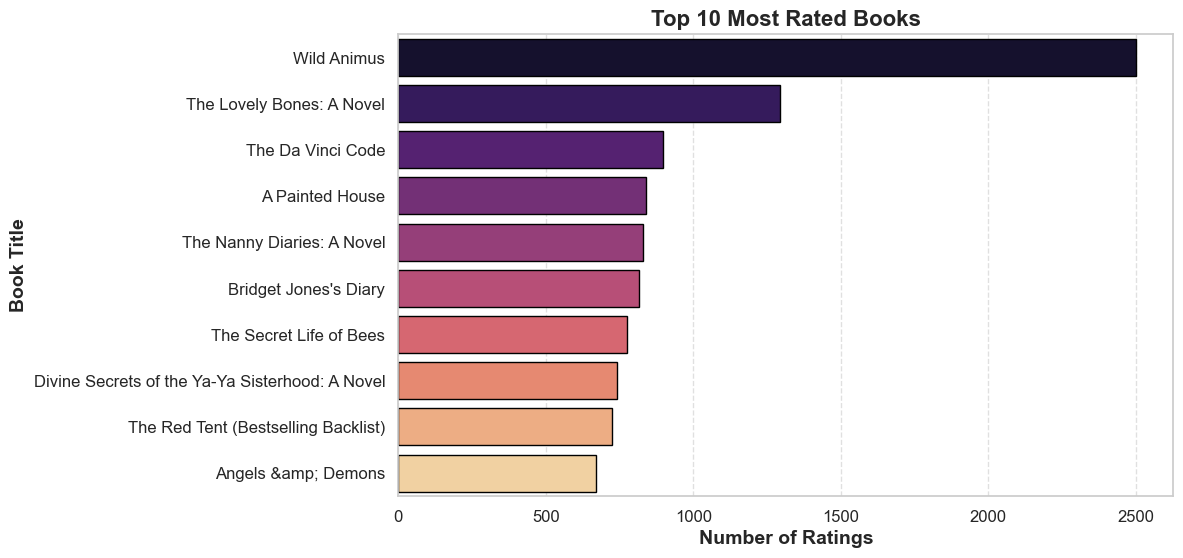 Top 10 Most Rated Books
Book Title
Wild Animus
The Lovely Bones: A Novel
The Da Vinci Code
A Painted House
The Nanny Diaries: A Novel
Bridget Jones's Diary
The Secret Life of Bees
Divine Secrets of the Ya-Ya Sisterhood: A Novel
The Red Tent (Bestselling Backlist)
Angels &amp; Demons
0 500 1000 1500 2000 2500
Number of Ratings